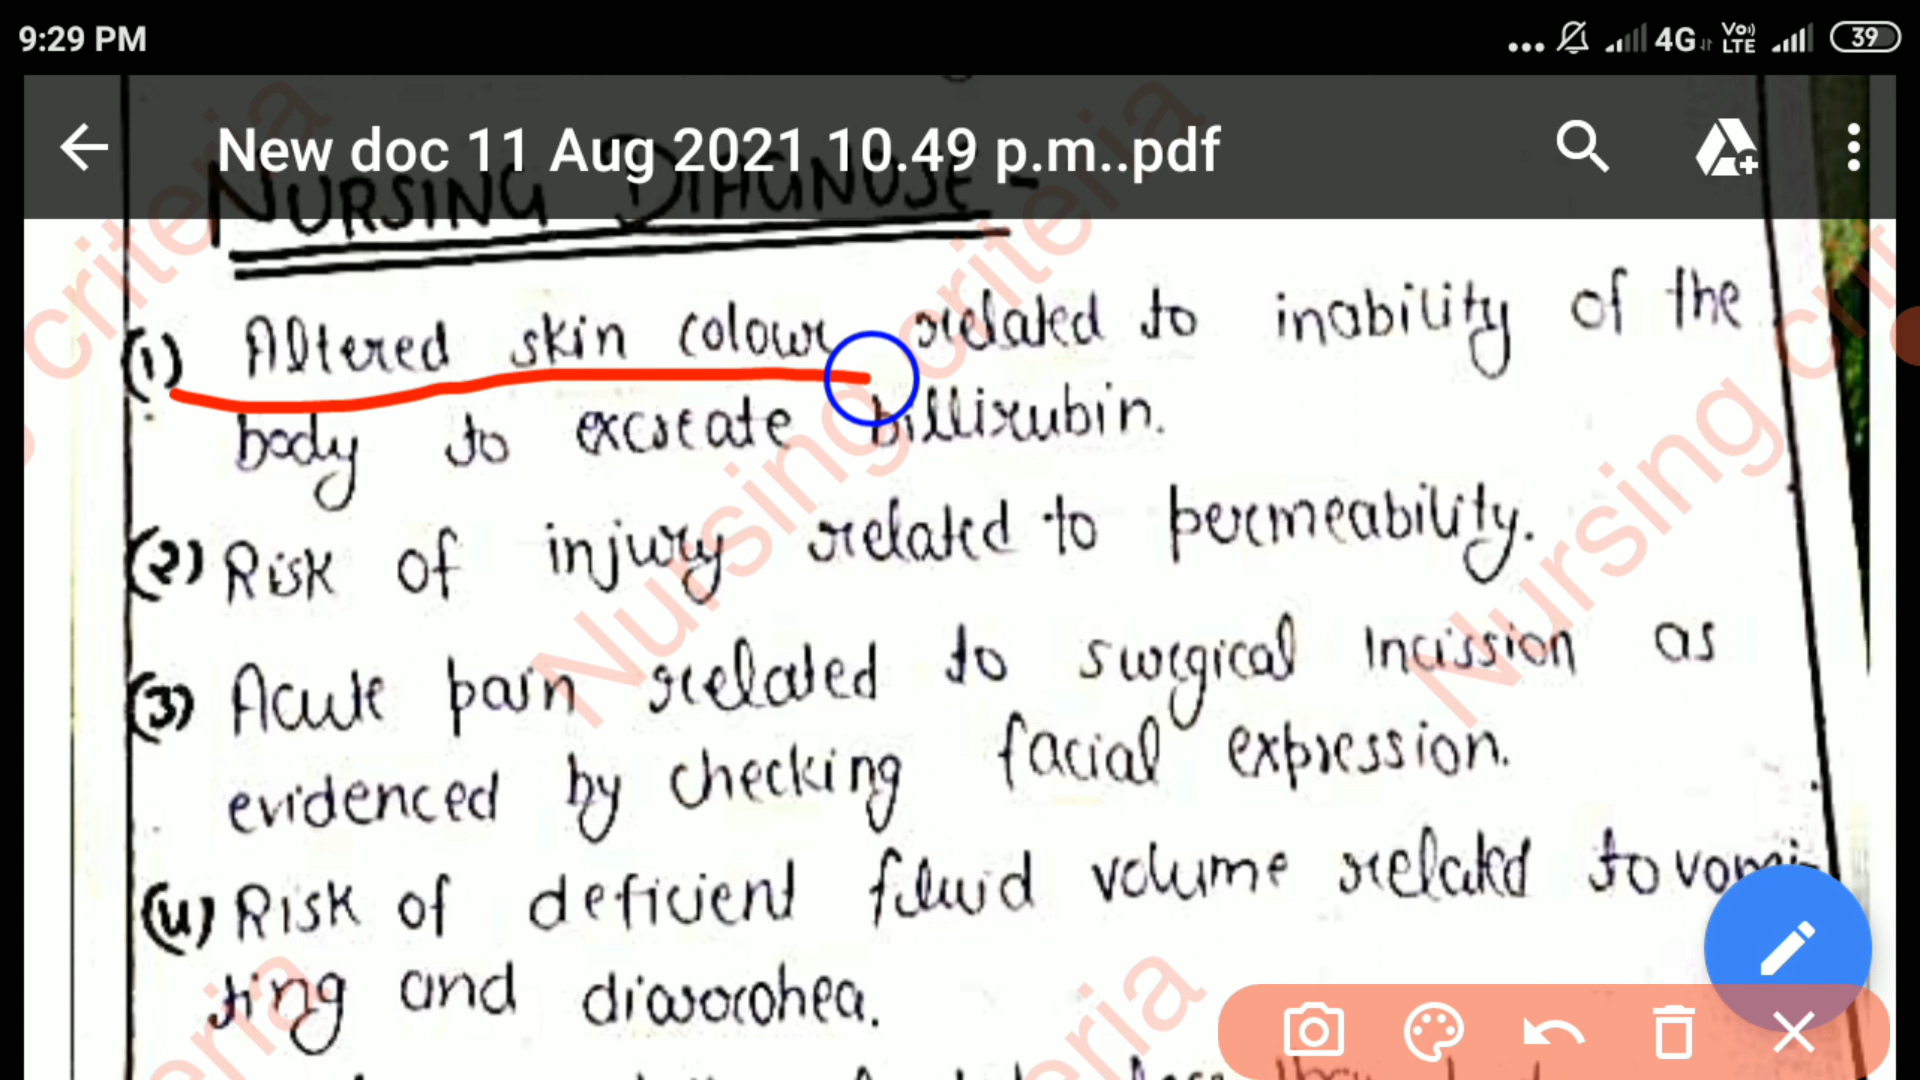 9:29 PM
4G VoLTE 39
New doc 11 Aug 2021 10.49 p.m..pdf
NURSING DIAGNOSE -
(1) Altered skin colour related to inability of the
body to excreate billirubin.
(2) Risk of injury related to permeability.
(3) Acute pain related to surgical Incission as
evidenced by checking facial expression.
(4) Risk of deficient fluid volume related to vomi-
ting and diarrohea.
Nursing criteria